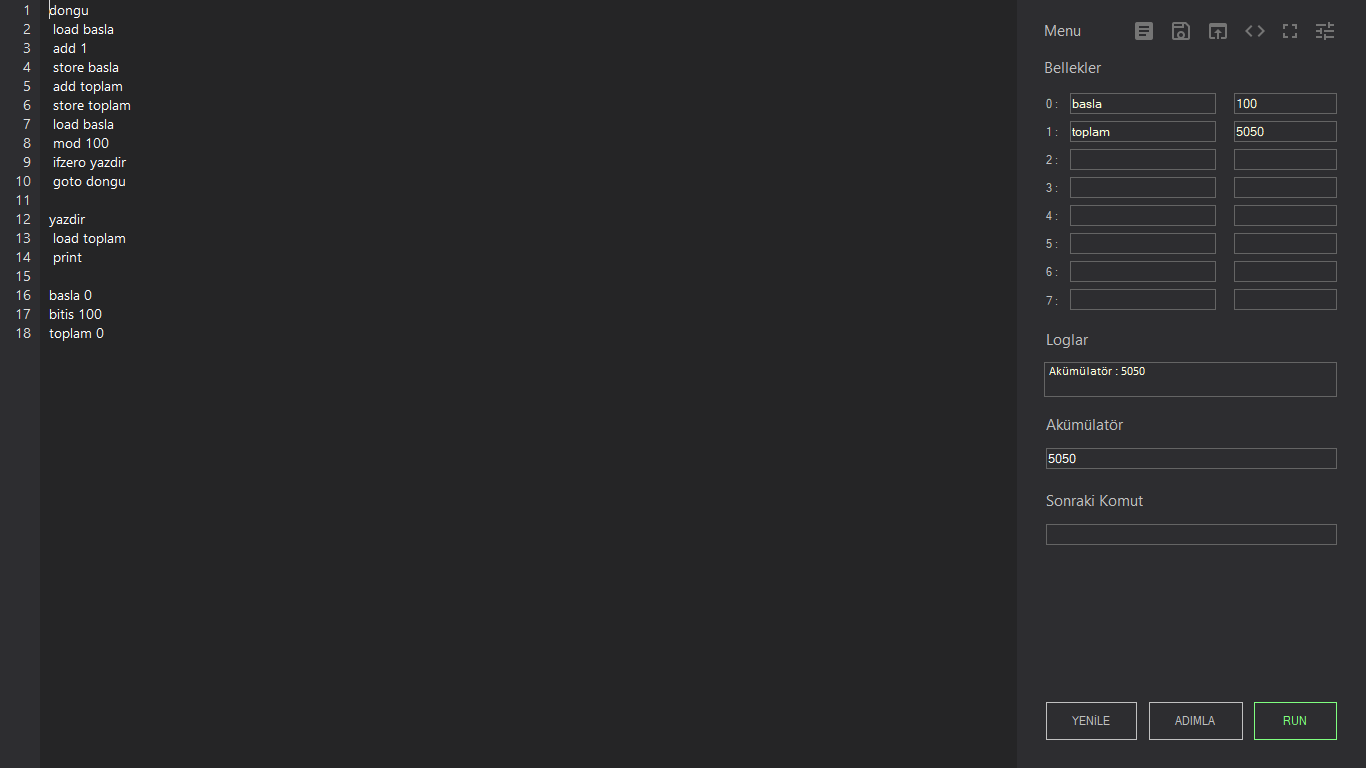 1 dongu
2 load basla
3 add 1
4 store basla
5 add toplam
6 store toplam
7 load basla
8 mod 100
9 ifzero yazdir
10 goto dongu
11
12 yazdir
13 load toplam
14 print
15
16 basla 0
17 bitis 100
18 toplam 0
Menu
Bellekler
0 : basla 100
1 : toplam 5050
2 :
3 :
4 :
5 :
6 :
7 :
Loglar
Akümülatör : 5050
Akümülatör
5050
Sonraki Komut
YENİLE ADIMLA RUN